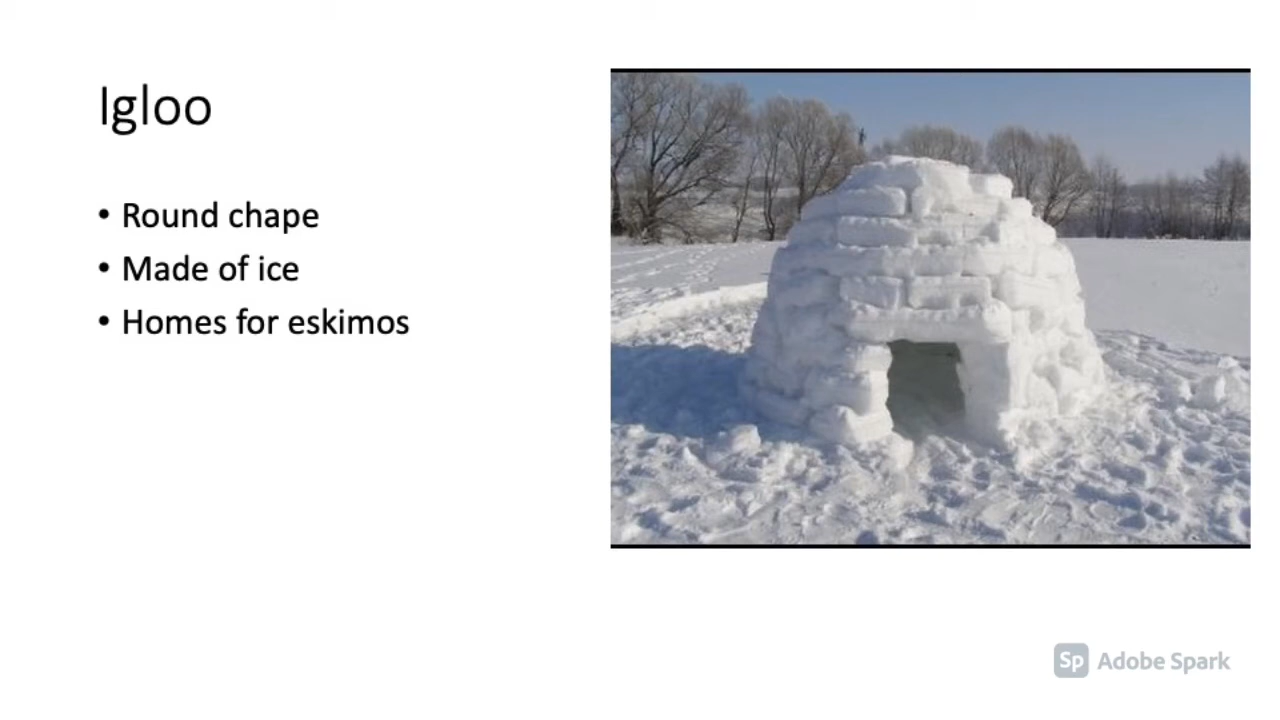 Igloo
• Round chape
• Made of ice
• Homes for eskimos
Sp Adobe Spark